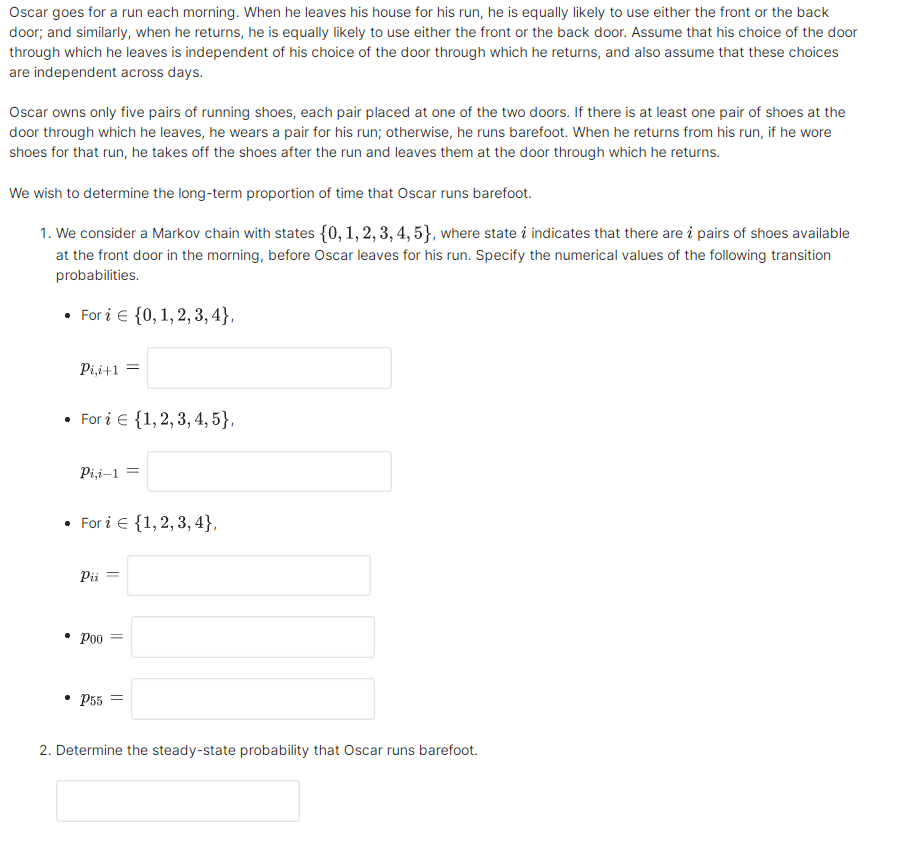 Oscar goes for a run each morning. When he leaves his house for his run, he is equally likely to use either the front or the back
door; and similarly, when he returns, he is equally likely to use either the front or the back door. Assume that his choice of the door
through which he leaves is independent of his choice of the door through which he returns, and also assume that these choices
are independent across days.
Oscar owns only five pairs of running shoes, each pair placed at one of the two doors. If there is at least one pair of shoes at the
door through which he leaves, he wears a pair for his run; otherwise, he runs barefoot. When he returns from his run, if he wore
shoes for that run, he takes off the shoes after the run and leaves them at the door through which he returns.
We wish to determine the long-term proportion of time that Oscar runs barefoot.
1. We consider a Markov chain with states {0, 1, 2, 3, 4, 5}, where state i indicates that there are i pairs of shoes available
at the front door in the morning, before Oscar leaves for his run. Specify the numerical values of the following transition
probabilities.
• For i ∈ {0, 1, 2, 3, 4},
p_{i,i+1} =
• For i ∈ {1, 2, 3, 4, 5},
p_{i,i−1} =
• For i ∈ {1, 2, 3, 4},
p_{ii} =
• p_{00} =
• p_{55} =
2. Determine the steady-state probability that Oscar runs barefoot.